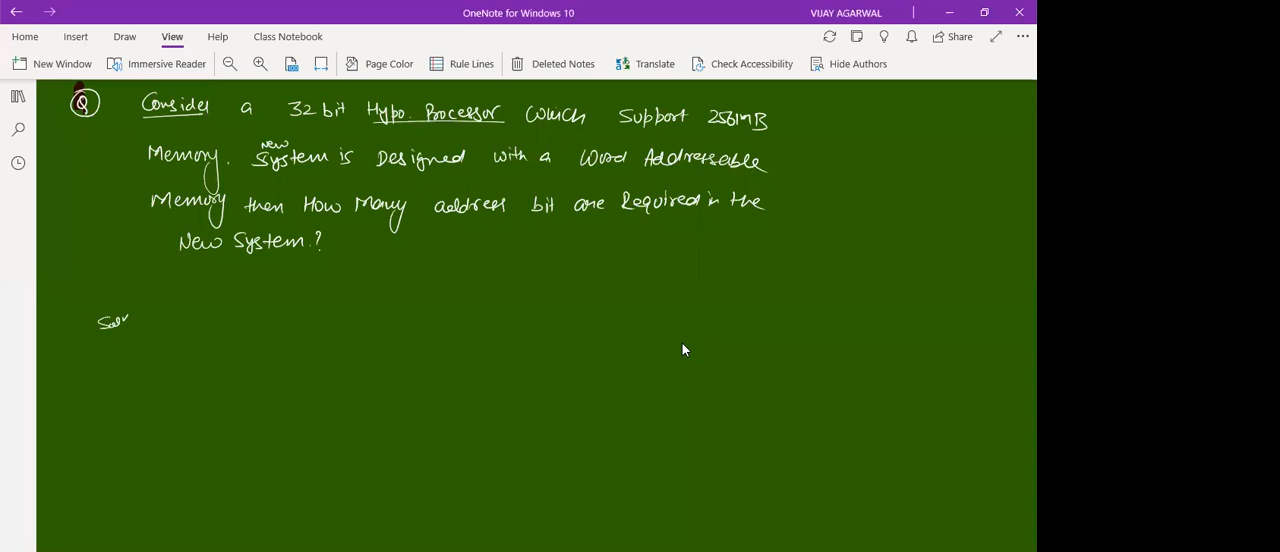 OneNote for Windows 10
VIJAY AGARWAL
Home Insert Draw View Help Class Notebook
Share
New Window Immersive Reader Page Color Rule Lines Deleted Notes Translate Check Accessibility Hide Authors
Q Consider a 32 bit Hypo. Processor which support 256MB
Memory. New System is Designed with a Word Addressable
Memory then How Many address bit are Required in the
New System.?
Solⁿ